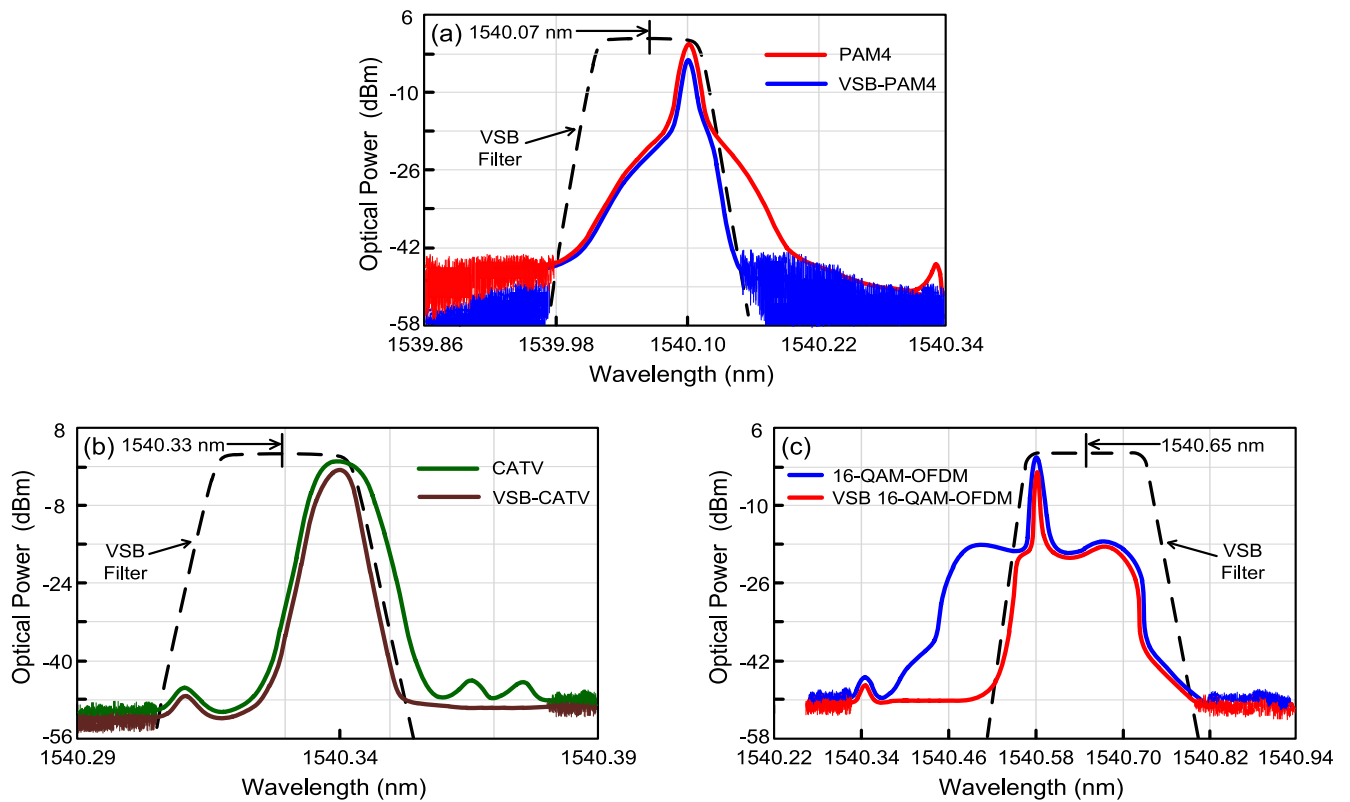 (a)
1540.07 nm
PAM4
VSB-PAM4
VSB
Filter
Optical Power (dBm)
6
-10
-26
-42
-58
1539.86
1539.98
1540.10
1540.22
1540.34
Wavelength (nm)
(b)
1540.33 nm
CATV
VSB-CATV
VSB
Filter
Optical Power (dBm)
8
-8
-24
-40
-56
1540.29
1540.34
1540.39
Wavelength (nm)
(c)
1540.65 nm
16-QAM-OFDM
VSB 16-QAM-OFDM
VSB
Filter
Optical Power (dBm)
6
-10
-26
-42
-58
1540.22
1540.34
1540.46
1540.58
1540.70
1540.82
1540.94
Wavelength (nm)